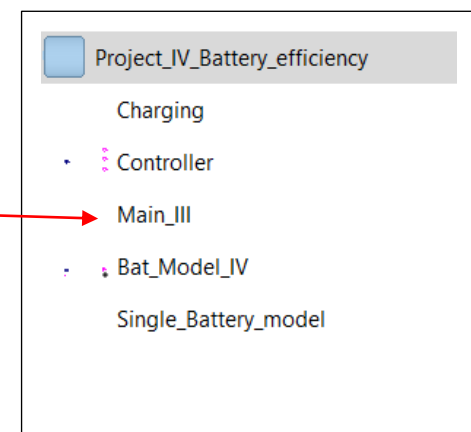 Project_IV_Battery_efficiency
Charging
Controller
Main_III
Bat_Model_IV
Single_Battery_model